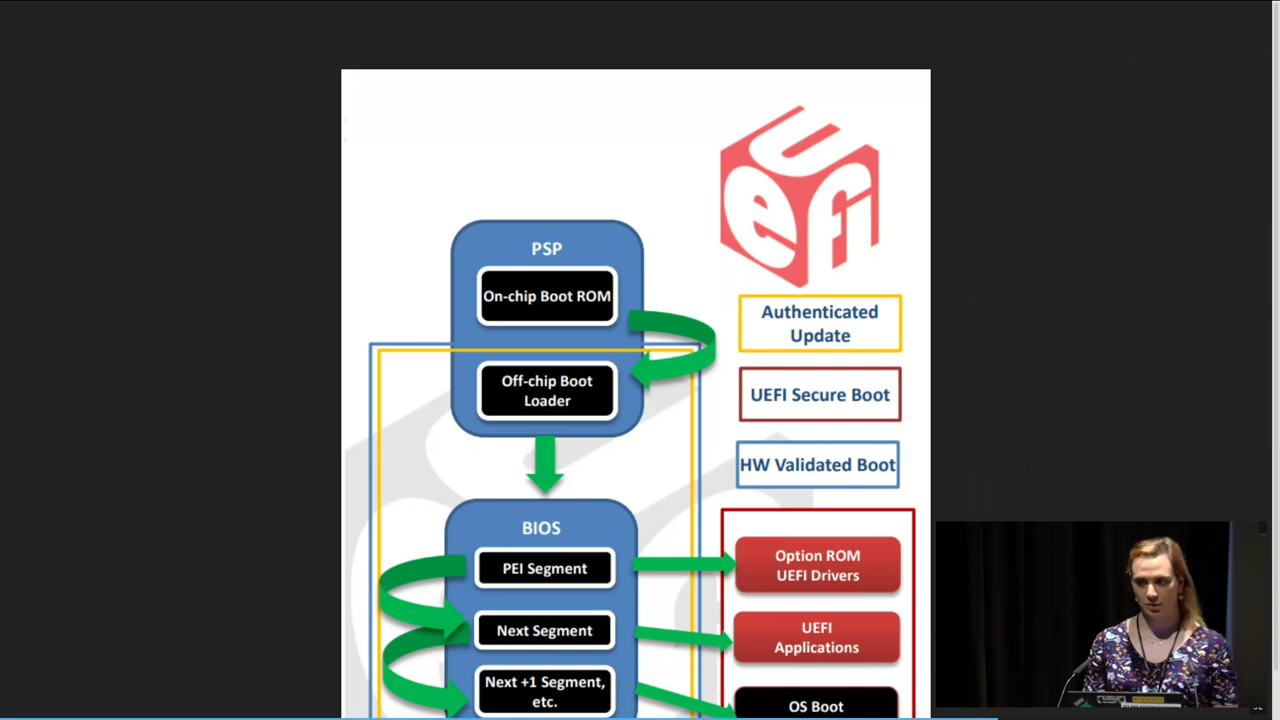 UEFI
PSP
On-chip Boot ROM
Off-chip Boot
Loader
Authenticated
Update
UEFI Secure Boot
HW Validated Boot
BIOS
PEI Segment
Next Segment
Next +1 Segment,
etc.
Option ROM
UEFI Drivers
UEFI
Applications
OS Boot